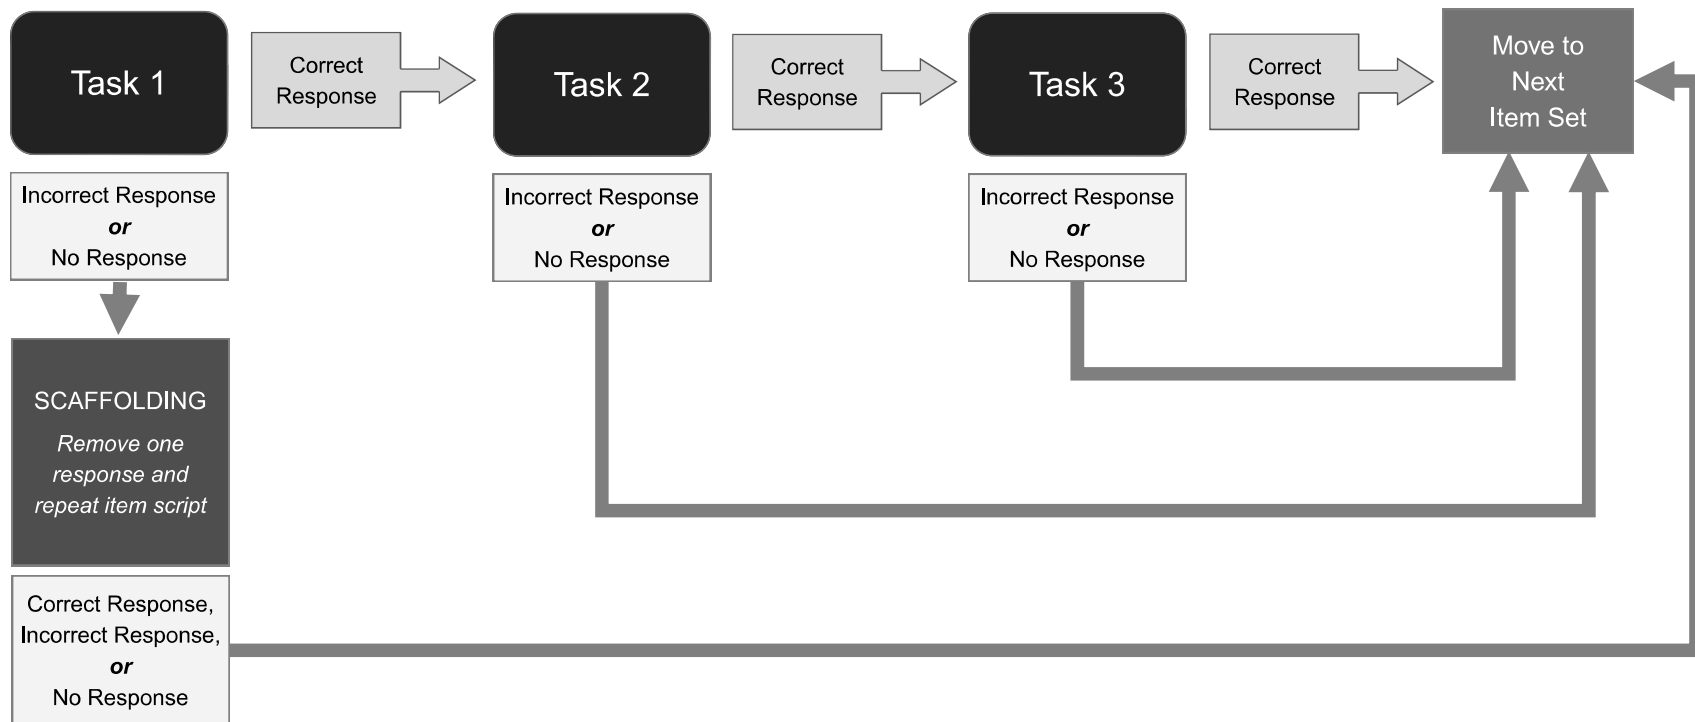 Task 1
Correct
Response
Task 2
Correct
Response
Task 3
Correct
Response
Move to
Next
Item Set
Incorrect Response
or
No Response
Incorrect Response
or
No Response
Incorrect Response
or
No Response
SCAFFOLDING
Remove one
response and
repeat item script
Correct Response,
Incorrect Response,
or
No Response